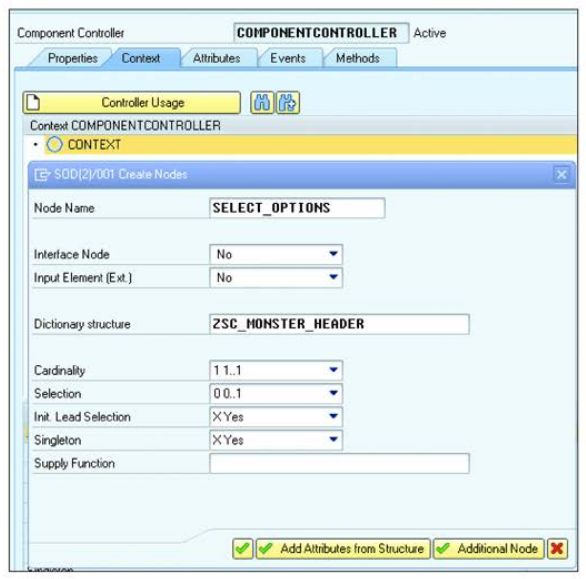 Component Controller COMPONENTCONTROLLER Active
Properties Context Attributes Events Methods
Controller Usage
Context COMPONENTCONTROLLER
• CONTEXT
SOD(2)/001 Create Nodes
Node Name SELECT_OPTIONS
Interface Node No
Input Element (Ext.) No
Dictionary structure ZSC_MONSTER_HEADER
Cardinality 1 1..1
Selection 0 0..1
Init. Lead Selection X Yes
Singleton X Yes
Supply Function
Add Attributes from Structure Additional Node